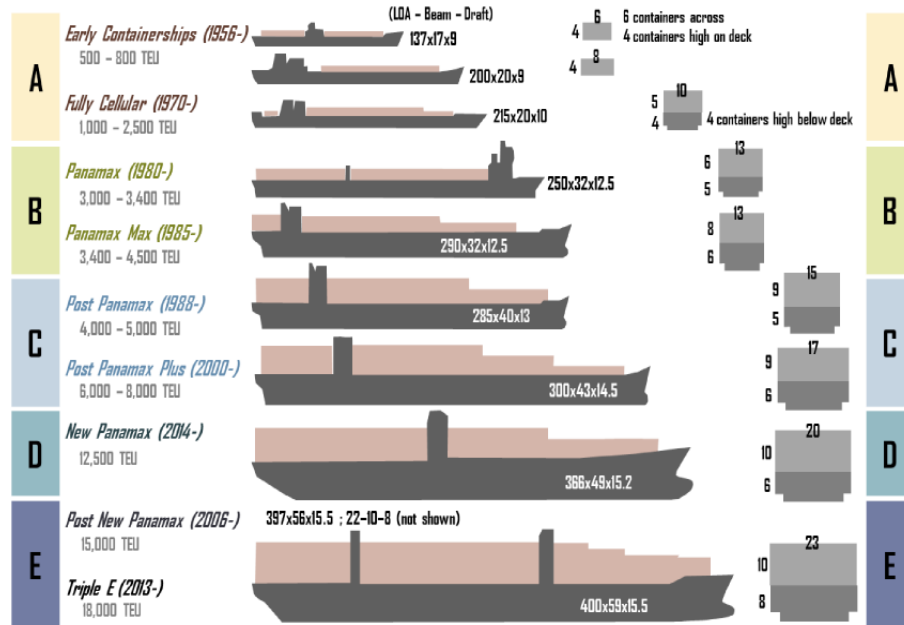 (LOA – Beam – Draft)
A
Early Containerships (1956-)
500 – 800 TEU
137x17x9
6
4
6 containers across
4 containers high on deck
A
200x20x9
8
4
Fully Cellular (1970-)
1,000 – 2,500 TEU
215x20x10
10
5
4
4 containers high below deck
B
Panamax (1980-)
3,000 – 3,400 TEU
250x32x12.5
13
6
5
B
Panamax Max (1985-)
3,400 – 4,500 TEU
290x32x12.5
13
8
6
C
Post Panamax (1988-)
4,000 – 5,000 TEU
285x40x13
15
9
5
C
Post Panamax Plus (2000-)
6,000 – 8,000 TEU
300x43x14.5
17
9
6
D
New Panamax (2014-)
12,500 TEU
366x49x15.2
20
10
6
D
E
Post New Panamax (2006-)
15,000 TEU
397x56x15.5 ; 22-10-8 (not shown)
E
Triple E (2013-)
18,000 TEU
400x59x15.5
23
10
8